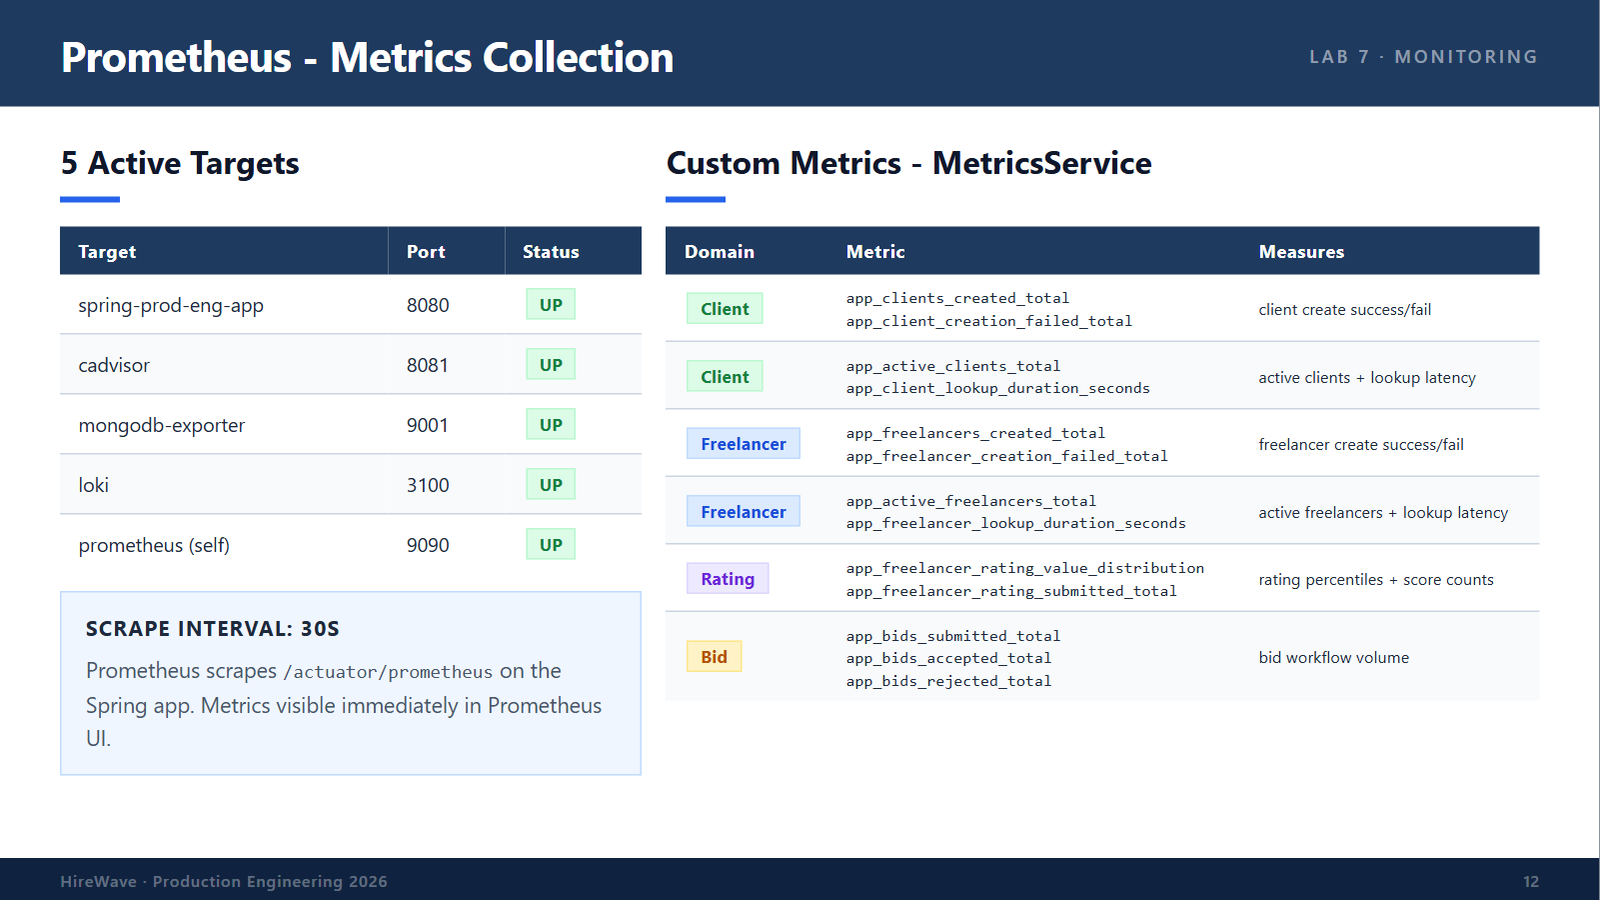 Prometheus - Metrics Collection
LAB 7 · MONITORING
5 Active Targets
Target Port Status
spring-prod-eng-app 8080 UP
cadvisor 8081 UP
mongodb-exporter 9001 UP
loki 3100 UP
prometheus (self) 9090 UP
SCRAPE INTERVAL: 30S
Prometheus scrapes /actuator/prometheus on the
Spring app. Metrics visible immediately in Prometheus
UI.
Custom Metrics - MetricsService
Domain Metric Measures
Client
app_clients_created_total
app_client_creation_failed_total
client create success/fail
Client
app_active_clients_total
app_client_lookup_duration_seconds
active clients + lookup latency
Freelancer
app_freelancers_created_total
app_freelancer_creation_failed_total
freelancer create success/fail
Freelancer
app_active_freelancers_total
app_freelancer_lookup_duration_seconds
active freelancers + lookup latency
Rating
app_freelancer_rating_value_distribution
app_freelancer_rating_submitted_total
rating percentiles + score counts
Bid
app_bids_submitted_total
app_bids_accepted_total
app_bids_rejected_total
bid workflow volume
HireWave · Production Engineering 2026
12